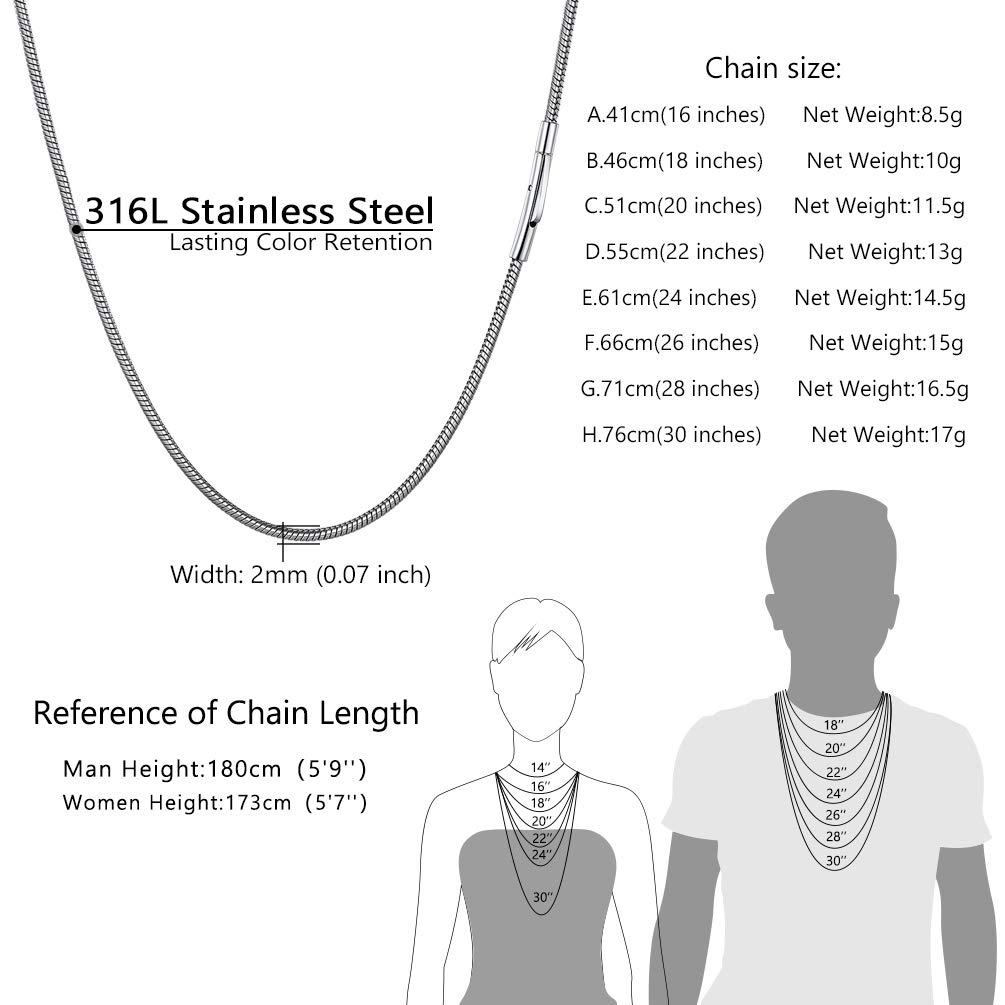 316L Stainless Steel
Lasting Color Retention
Width: 2mm (0.07 inch)
Chain size:
A.41cm(16 inches) Net Weight:8.5g
B.46cm(18 inches) Net Weight:10g
C.51cm(20 inches) Net Weight:11.5g
D.55cm(22 inches) Net Weight:13g
E.61cm(24 inches) Net Weight:14.5g
F.66cm(26 inches) Net Weight:15g
G.71cm(28 inches) Net Weight:16.5g
H.76cm(30 inches) Net Weight:17g
Reference of Chain Length
Man Height:180cm (5'9'')
Women Height:173cm (5'7'')
14''
16''
18''
20''
22''
24''
30''
18''
20''
22''
24''
26''
28''
30''